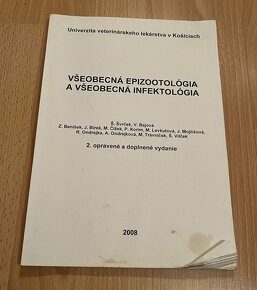 Univerzita veterinárskeho lekárstva v Košiciach
VŠEOBECNÁ EPIZOOTOLÓGIA
A VŠEOBECNÁ INFEKTOLÓGIA
Š. Švrček, V. Bajová
Z. Beníšek, J. Bíreš, M. Čížek, P. Korim, M. Levkutová, J. Mojžišová,
R. Ondrejka, A. Ondrejková, M. Trávniček, Š. Vilček
2. opravené a doplnené vydanie
2008